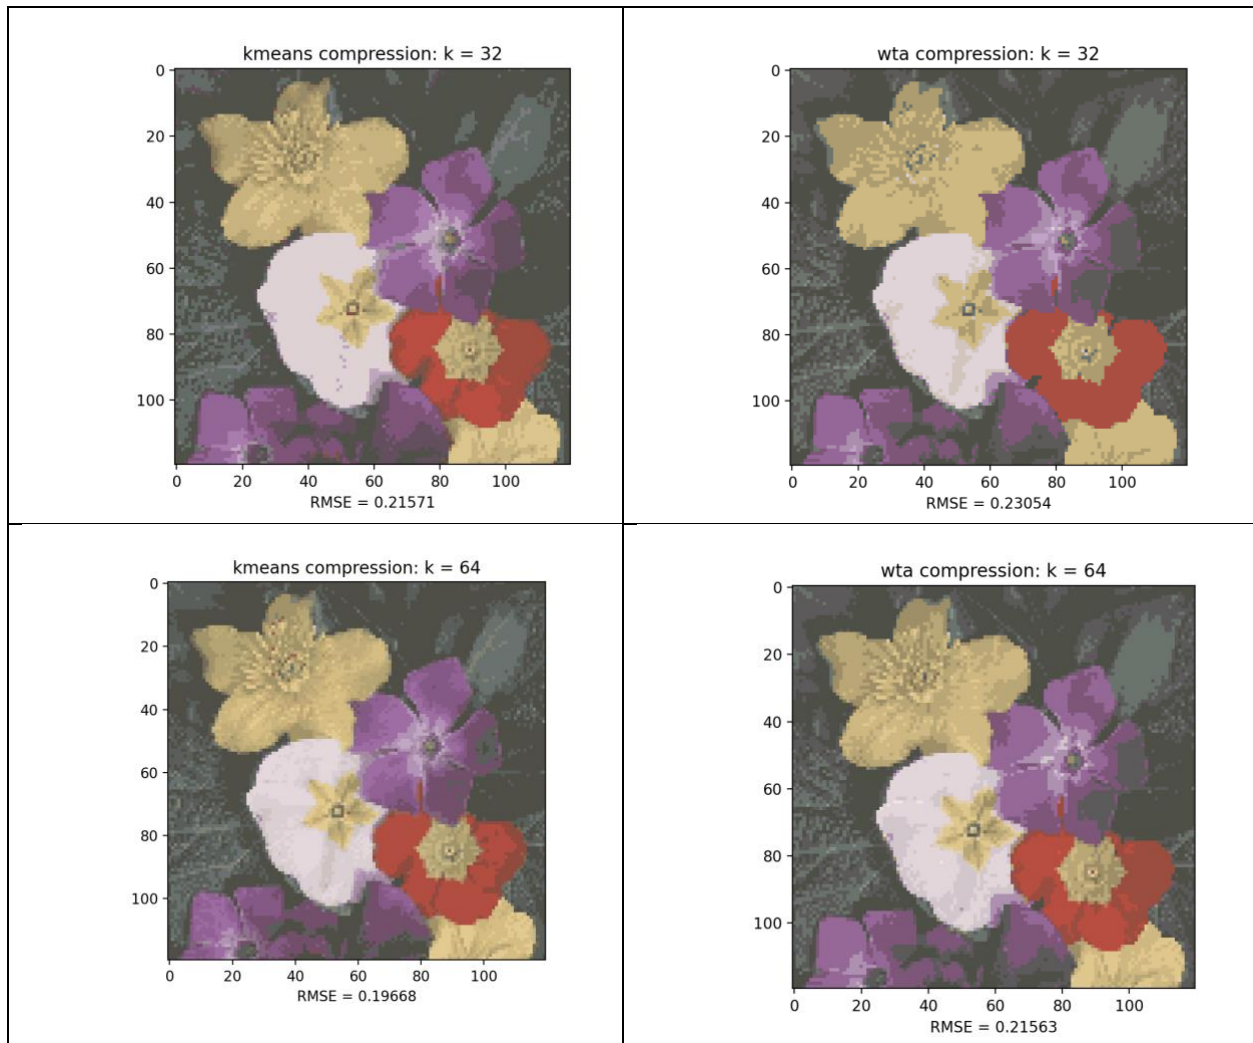 kmeans compression: k = 32
0
20
40
60
80
100
0 20 40 60 80 100
RMSE = 0.21571
wta compression: k = 32
0
20
40
60
80
100
0 20 40 60 80 100
RMSE = 0.23054
kmeans compression: k = 64
0
20
40
60
80
100
0 20 40 60 80 100
RMSE = 0.19668
wta compression: k = 64
0
20
40
60
80
100
0 20 40 60 80 100
RMSE = 0.21563